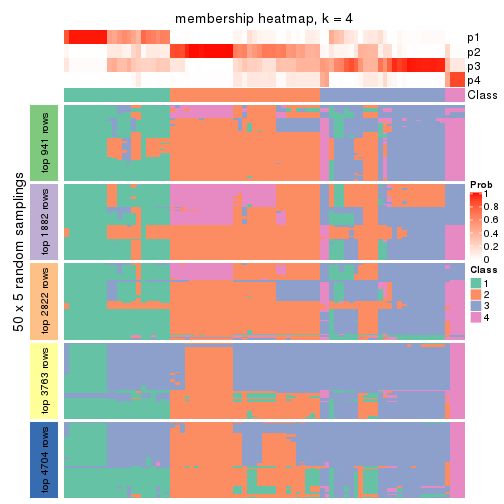 membership heatmap, k = 4
p1
p2
p3
p4
Class
50 x 5 random samplings
top 941 rows
top 1882 rows
top 2822 rows
top 3763 rows
top 4704 rows
Prob
1
0.8
0.6
0.4
0.2
0
Class
1
2
3
4